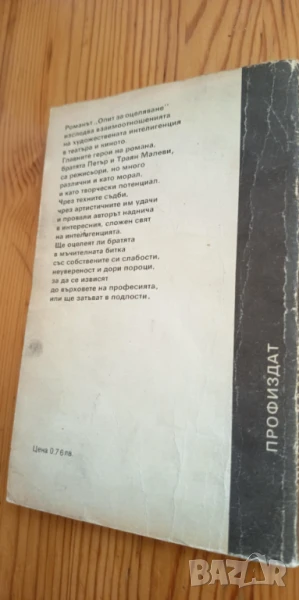 Романът „Опит за оцеляване"
изследва взаимоотношенията
на художествената интелигенция
в театъра и киното.
Главните герои на романа,
братята Петър и Траян Малеви,
са режисьори, но много
различни и като морал,
и като творчески потенциал.
Чрез техните съдби,
чрез артистичните им удачи
и провали авторът наднича
в интересния, сложен свят
на интелигенцията.
Ще оцелеят ли братята
в мъчителната битка
със собствените си слабости,
неувереност и дори пороци,
за да се извисят
до върховете на професията,
или ще затъват в подлости.
Цена 0,76 лв.
ПРОФИЗДАТ
bazar